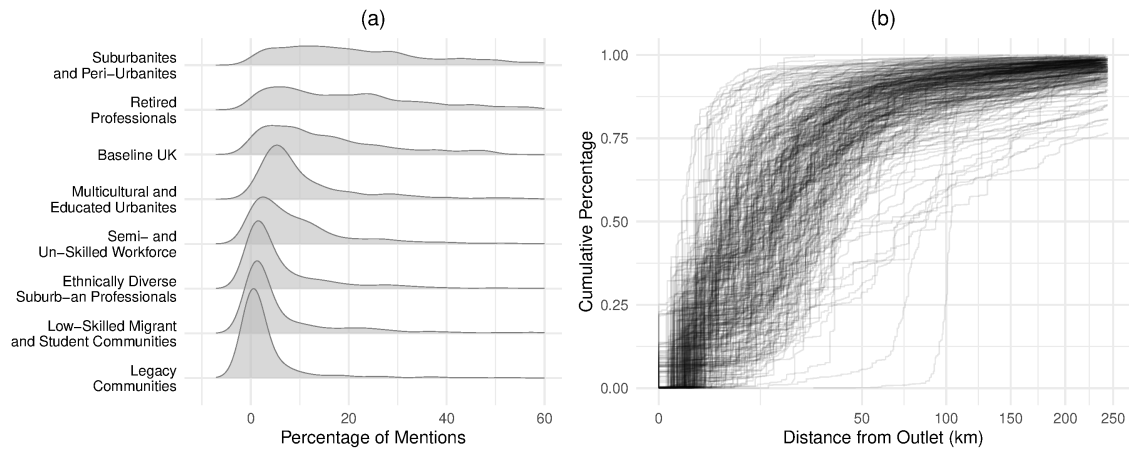 (a)
Suburbanites
and Peri−Urbanites
Retired
Professionals
Baseline UK
Multicultural and
Educated Urbanites
Semi− and
Un−Skilled Workforce
Ethnically Diverse
Suburb−an Professionals
Low−Skilled Migrant
and Student Communities
Legacy
Communities
0 20 40 60
Percentage of Mentions
(b)
Cumulative Percentage
1.00
0.75
0.50
0.25
0.00
0 50 100 150 200 250
Distance from Outlet (km)